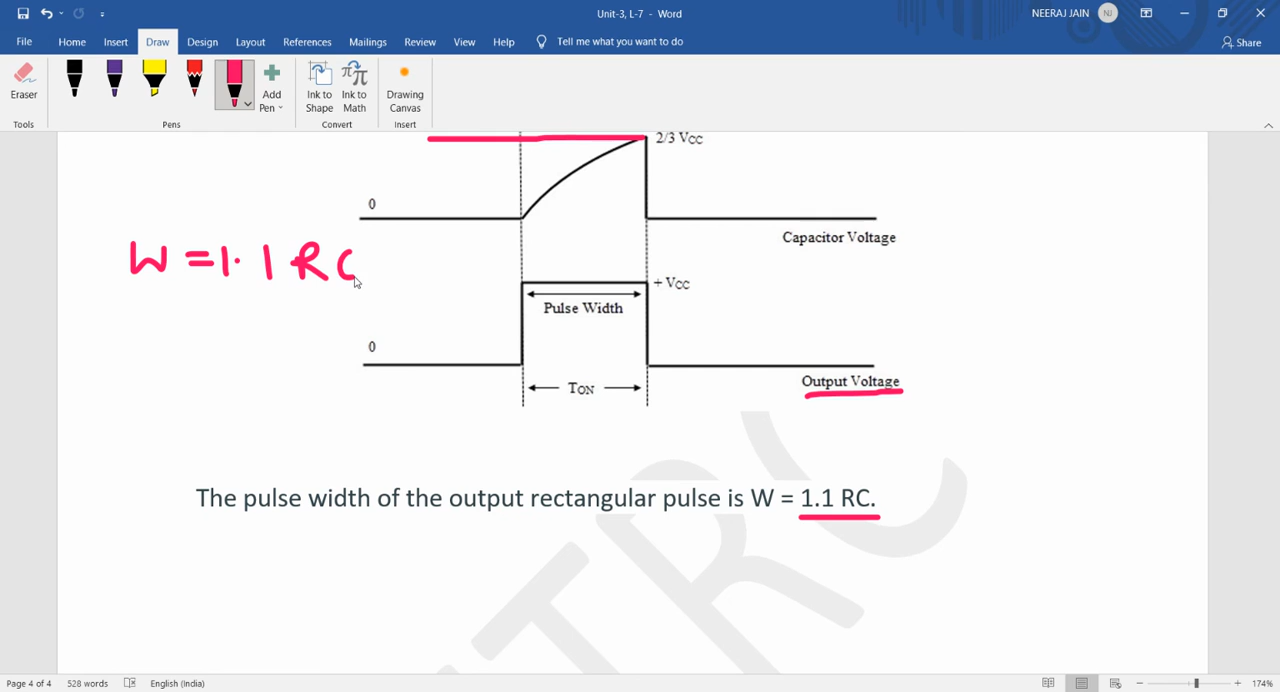 Unit-3, L-7 - Word
NEERAJ JAIN NJ
File Home Insert Draw Design Layout References Mailings Review View Help Tell me what you want to do Share
Eraser
Add Pen
Ink to Shape
Ink to Math
Drawing Canvas
Tools Pens Convert Insert
2/3 VCC
0
Capacitor Voltage
W = 1.1 RC
+ VCC
Pulse Width
0
Output Voltage
TON
The pulse width of the output rectangular pulse is W = 1.1 RC.
Page 4 of 4 528 words English (India) 174%